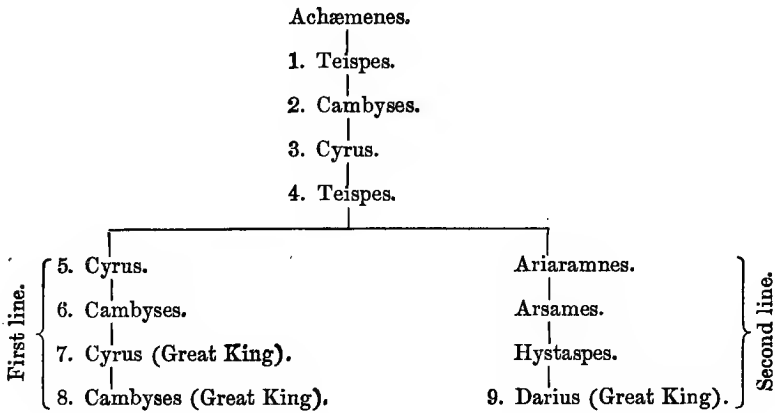 Achæmenes.
1. Teispes.
2. Cambyses.
3. Cyrus.
4. Teispes.
First line.
5. Cyrus.
6. Cambyses.
7. Cyrus (Great King).
8. Cambyses (Great King).
Ariaramnes.
Arsames.
Hystaspes.
9. Darius (Great King).
Second line.